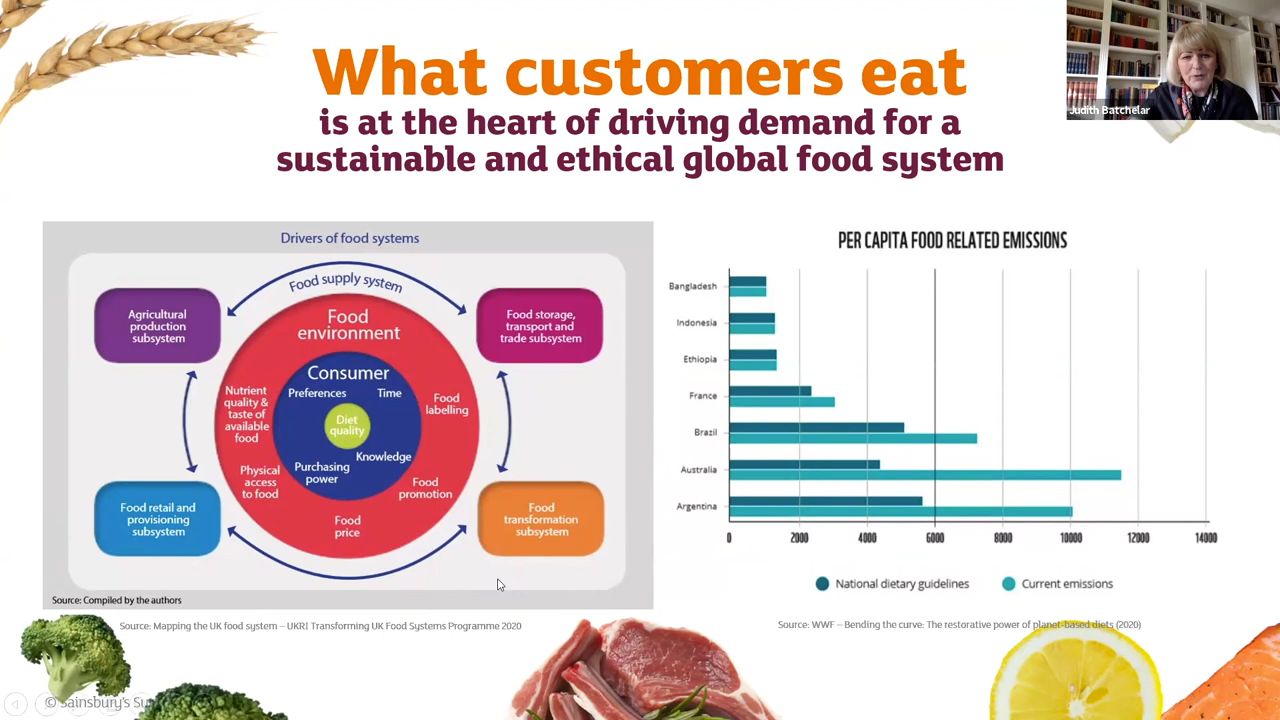 What customers eat
is at the heart of driving demand for a
sustainable and ethical global food system
Judith Batchelar
Drivers of food systems
Food supply system
Agricultural
production
subsystem
Food storage,
transport and
trade subsystem
Food
environment
Consumer
Preferences
Time
Diet
quality
Knowledge
Purchasing
power
Nutrient
quality &
taste of
available
food
Food
labelling
Physical
access
to food
Food
promotion
Food
price
Food retail and
provisioning
subsystem
Food
transformation
subsystem
Source: Compiled by the authors
Source: Mapping the UK food system – UKRI Transforming UK Food Systems Programme 2020
PER CAPITA FOOD RELATED EMISSIONS
Bangladesh
Indonesia
Ethiopia
France
Brazil
Australia
Argentina
0 2000 4000 6000 8000 10000 12000 14000
National dietary guidelines
Current emissions
Source: WWF – Bending the curve: The restorative power of planet-based diets (2020)
© Sainsbury's